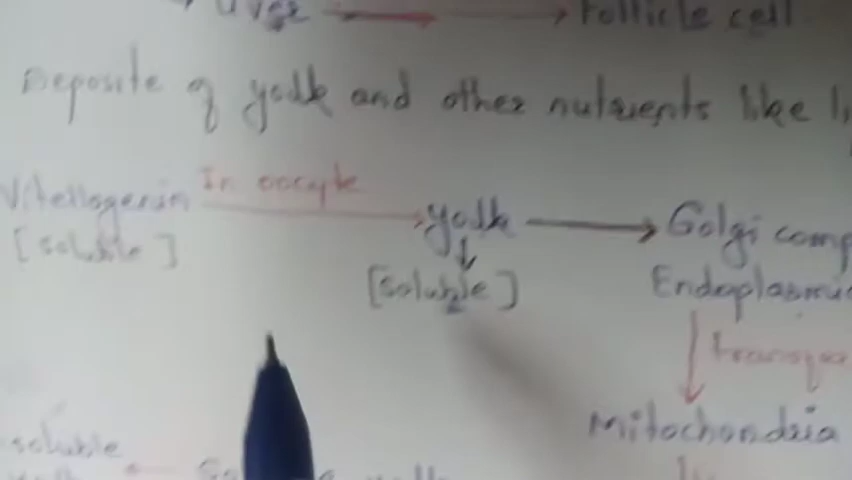 Liver → Follicle cell
Deposite of yolk and other nutrients like
Vitellogenin In oocyte → yolk → Golgi comp
[soluble] ↓
[soluble] Endoplasmic
↓ transpo
Mitochondria
soluble